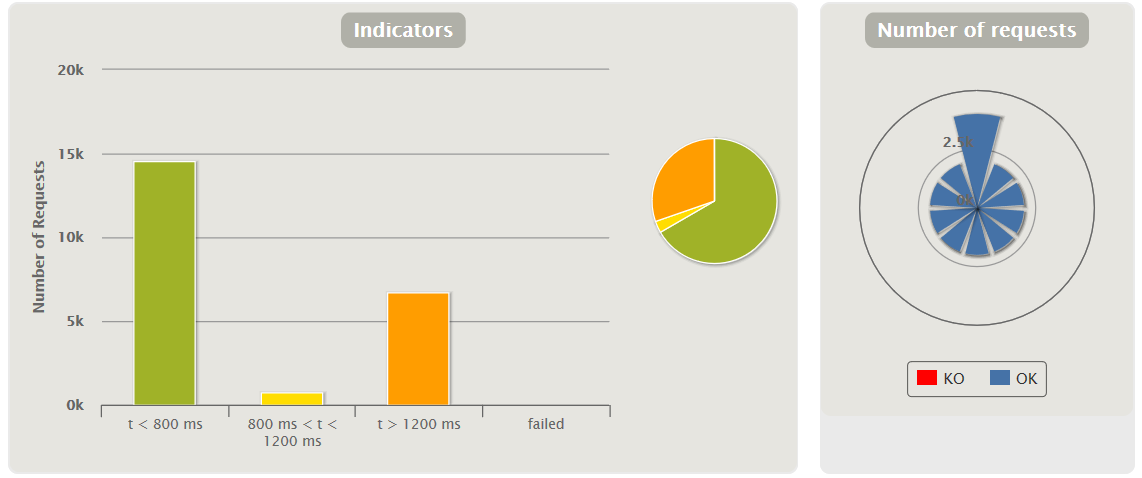 Indicators
Number of requests
20k
15k
10k
5k
0k
Number of Requests
t < 800 ms
800 ms < t <
1200 ms
t > 1200 ms
failed
2.5k
0k
KO
OK